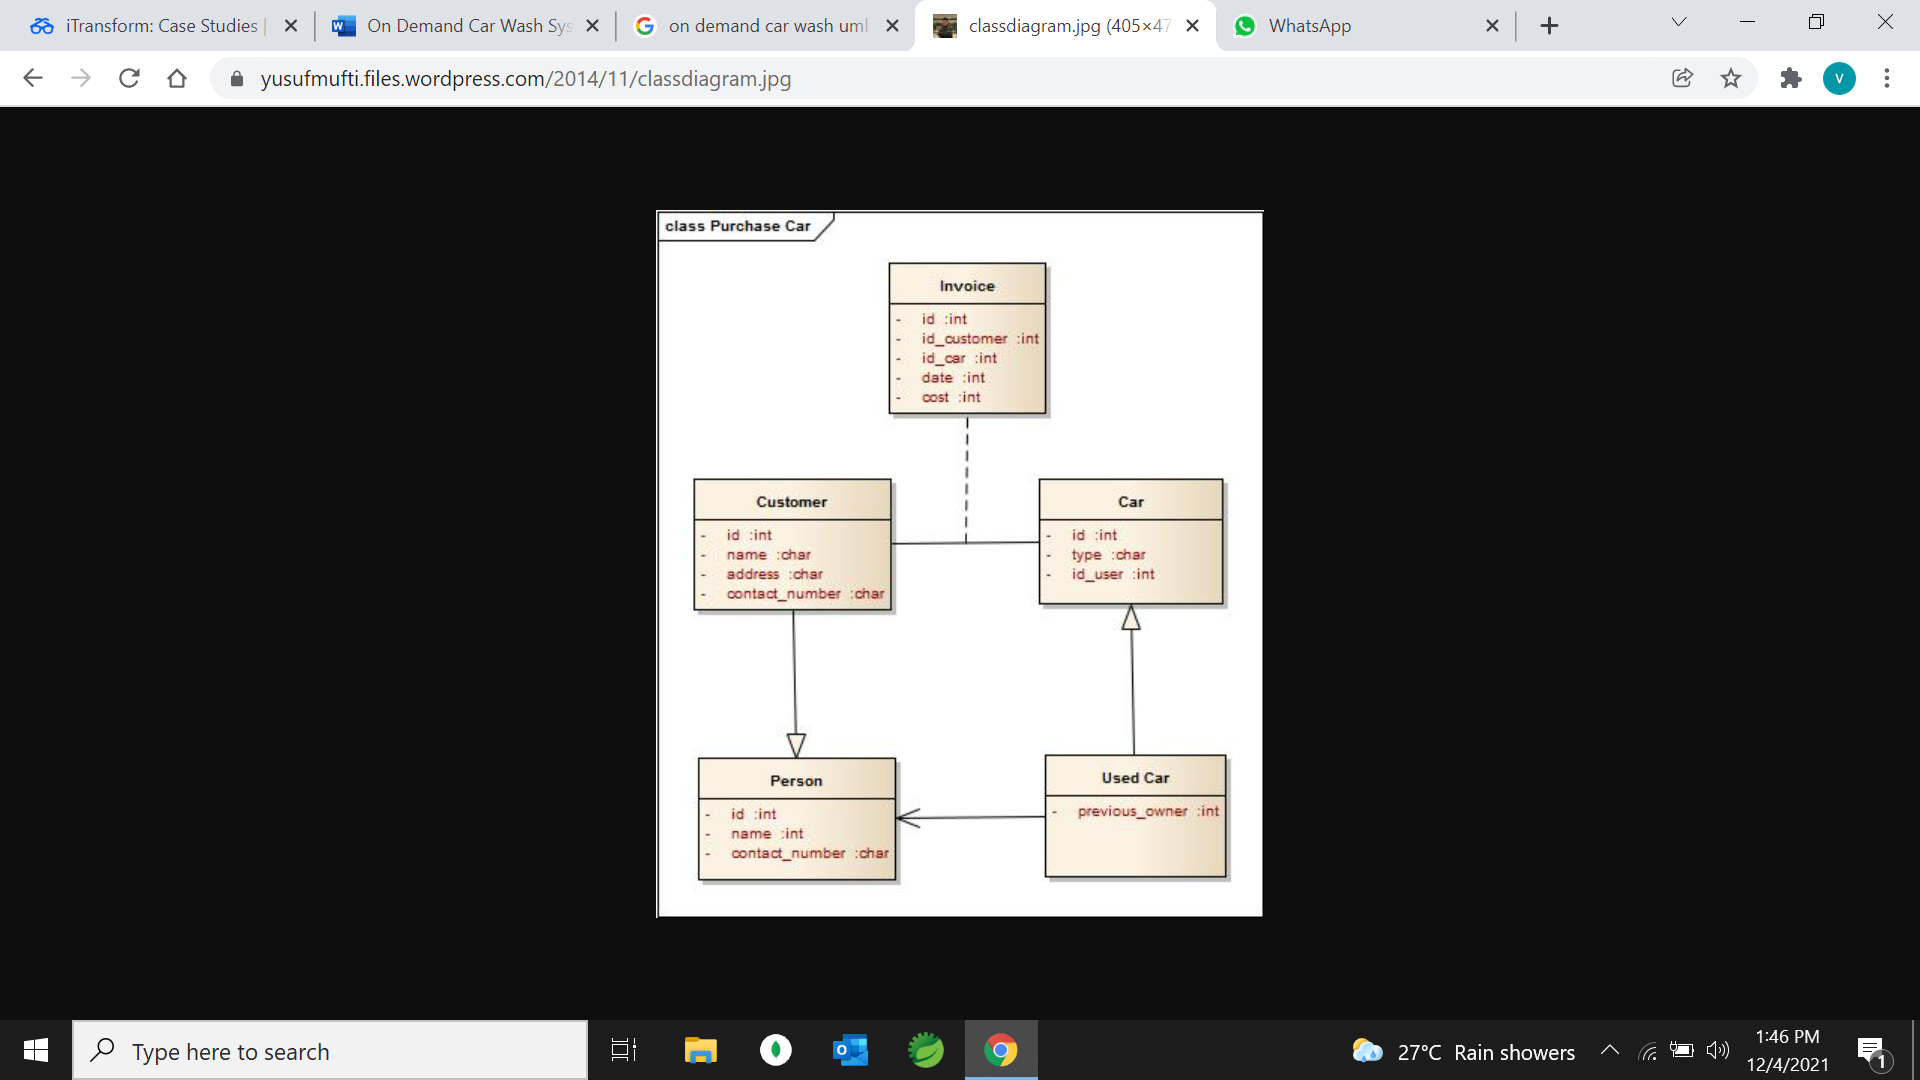 iTransform: Case Studies |
On Demand Car Wash Sys
on demand car wash uml
classdiagram.jpg (405×47
WhatsApp
yusufmufti.files.wordpress.com/2014/11/classdiagram.jpg
V
class Purchase Car
Invoice
- id :int
- id_customer :int
- id_car :int
- date :int
- cost :int
Customer
- id :int
- name :char
- address :char
- contact_number :char
Car
- id :int
- type :char
- id_user :int
Person
- id :int
- name :int
- contact_number :char
Used Car
- previous_owner :int
Type here to search
27°C Rain showers
1:46 PM
12/4/2021
1